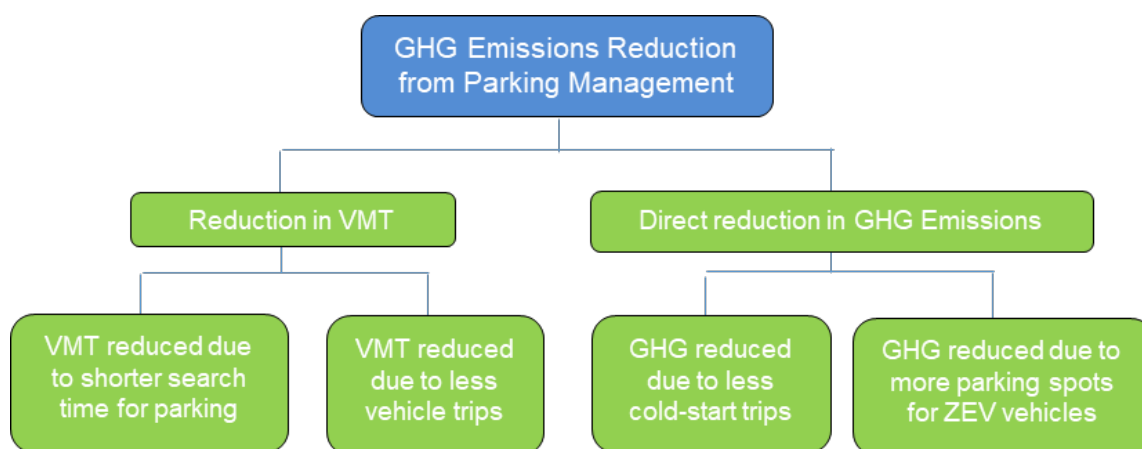 GHG Emissions Reduction
from Parking Management
Reduction in VMT
Direct reduction in GHG Emissions
VMT reduced due
to shorter search
time for parking
VMT reduced
due to less
vehicle trips
GHG reduced
due to less
cold-start trips
GHG reduced due to
more parking spots
for ZEV vehicles